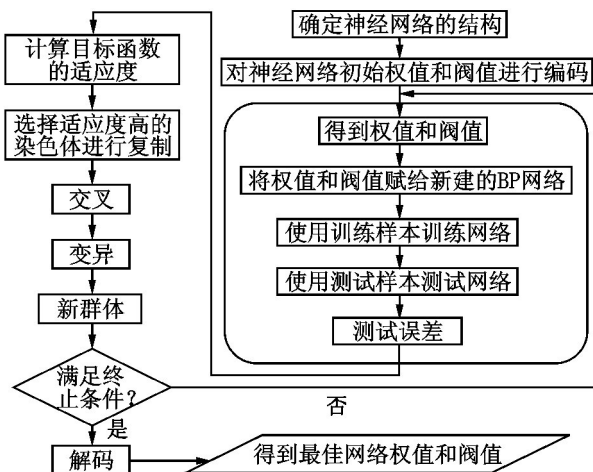 确定神经网络的结构
对神经网络初始权值和阀值进行编码
得到权值和阀值
将权值和阀值赋给新建的BP网络
使用训练样本训练网络
使用测试样本测试网络
测试误差
计算目标函数
的适应度
选择适应度高的
染色体进行复制
交叉
变异
新群体
满足终
止条件?
否
是
解码
得到最佳网络权值和阀值